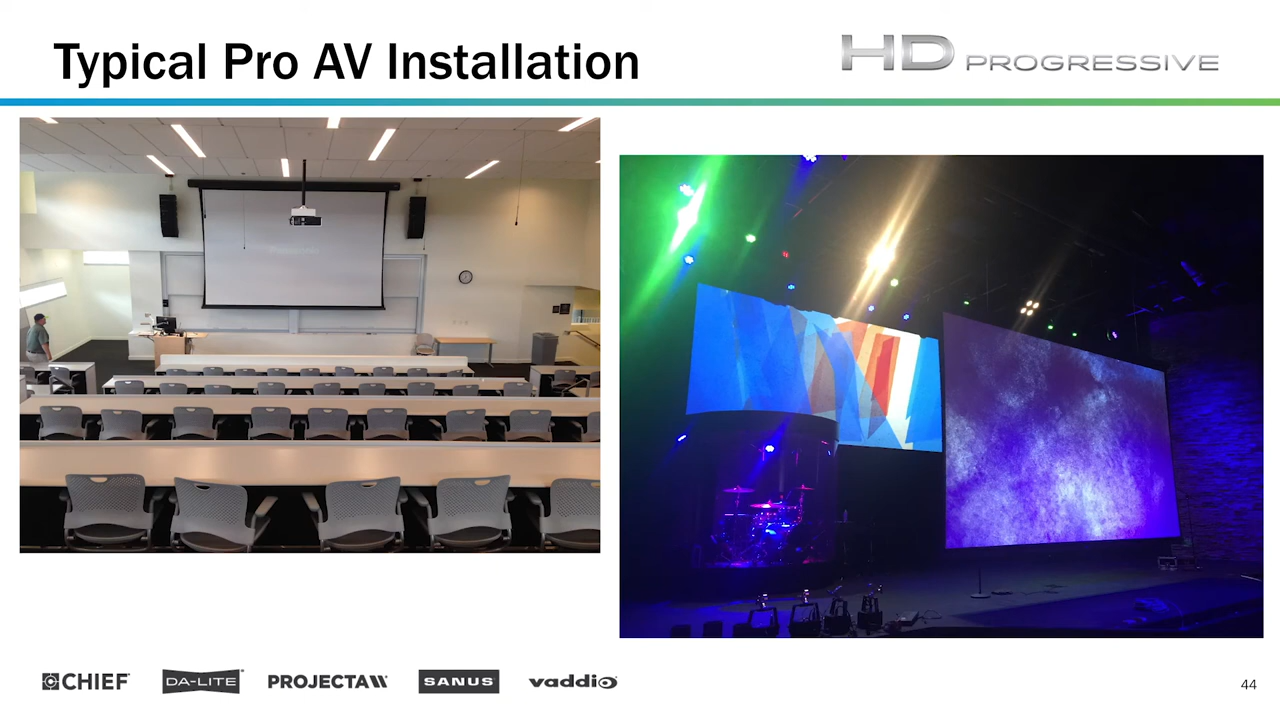 Typical Pro AV Installation
HD PROGRESSIVE
CHIEF DA-LITE PROJECTA SANUS vaddio
44